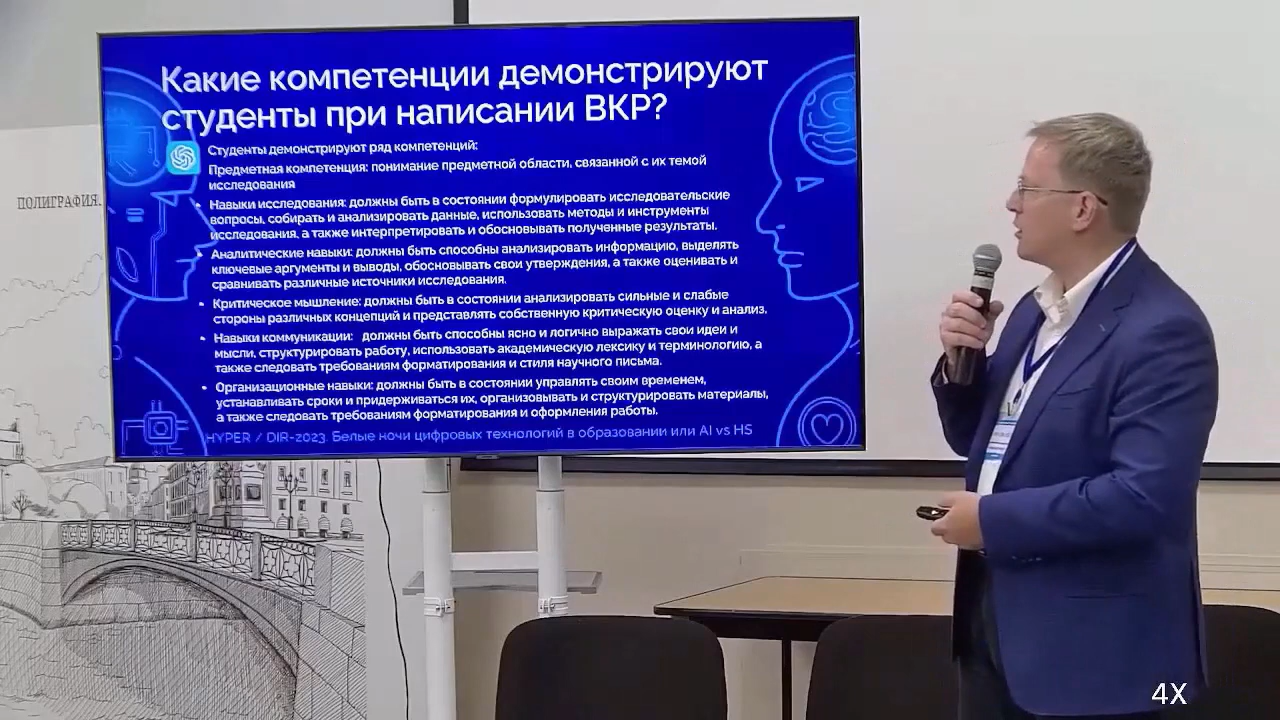 Какие компетенции демонстрируют
студенты при написании ВКР?
Студенты демонстрируют ряд компетенций:
Предметная компетенция: понимание предметной области, связанной с их темой
исследования
• Навыки исследования: должны быть в состоянии формулировать исследовательские
вопросы, собирать и анализировать данные, использовать методы и инструменты
исследования, а также интерпретировать и обосновывать полученные результаты.
• Аналитические навыки: должны быть способны анализировать информацию, выделять
ключевые аргументы и выводы, обосновывать свои утверждения, а также оценивать и
сравнивать различные источники исследования.
• Критическое мышление: должны быть в состоянии анализировать сильные и слабые
стороны различных концепций и представлять собственную критическую оценку и анализ.
• Навыки коммуникации: должны быть способны ясно и логично выражать свои идеи и
мысли, структурировать работу, использовать академическую лексику и терминологию, а
также следовать требованиям форматирования и стиля научного письма.
• Организационные навыки: должны быть в состоянии управлять своим временем,
устанавливать сроки и придерживаться их, организовывать и структурировать материалы,
а также следовать требованиям форматирования и оформления работы.
HYPER / DIR-2023. Белые ночи цифровых технологий в образовании или AI vs HS
ПОЛИГРАФИЯ.
4X